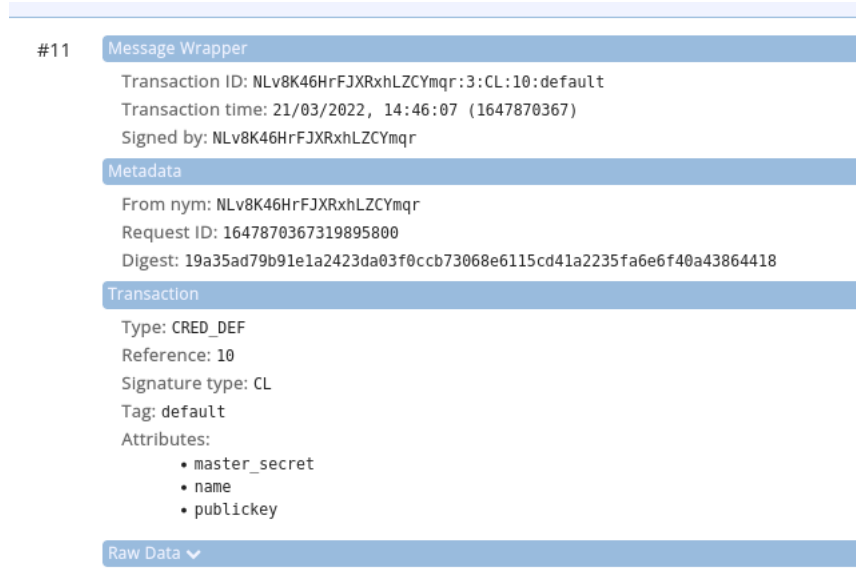 #11
Message Wrapper
Transaction ID: NLv8K46HrFJXRxhLZCYmqr:3:CL:10:default
Transaction time: 21/03/2022, 14:46:07 (1647870367)
Signed by: NLv8K46HrFJXRxhLZCYmqr
Metadata
From nym: NLv8K46HrFJXRxhLZCYmqr
Request ID: 1647870367319895800
Digest: 19a35ad79b91e1a2423da03f0ccb73068e6115cd41a2235fa6e6f40a43864418
Transaction
Type: CRED_DEF
Reference: 10
Signature type: CL
Tag: default
Attributes:
• master_secret
• name
• publickey
Raw Data